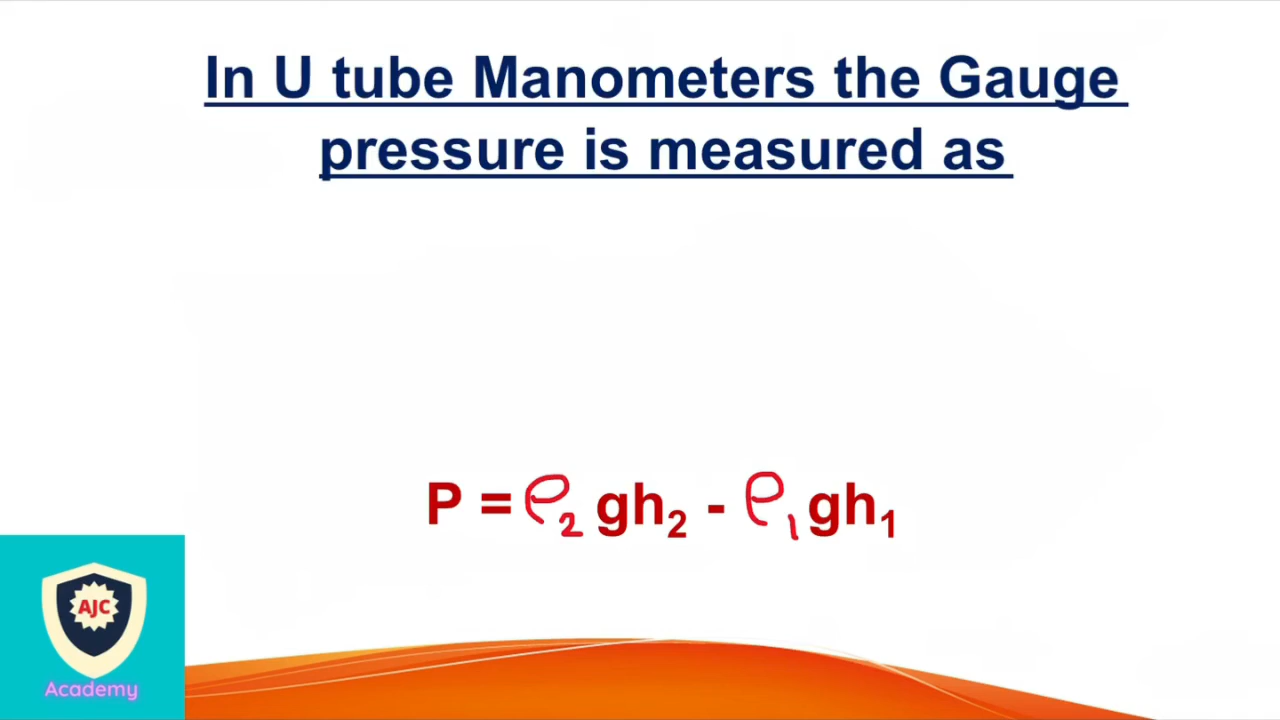 In U tube Manometers the Gauge
pressure is measured as
P = ρ₂ gh₂ - ρ₁ gh₁
AJC
Academy